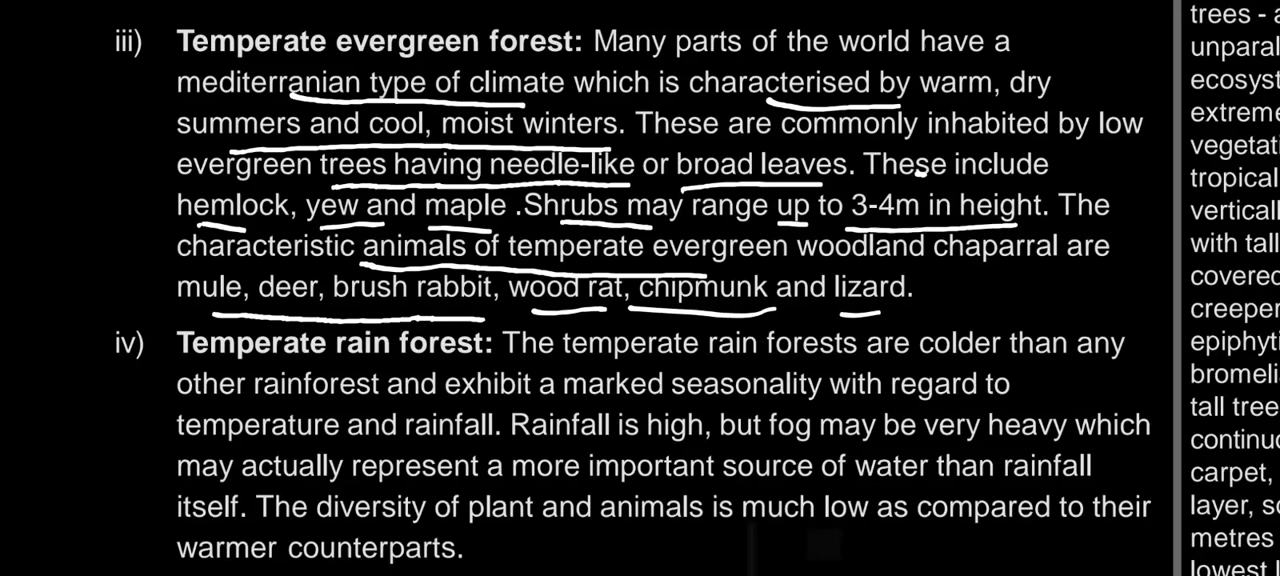 iii) Temperate evergreen forest: Many parts of the world have a
mediterranian type of climate which is characterised by warm, dry
summers and cool, moist winters. These are commonly inhabited by low
evergreen trees having needle-like or broad leaves. These include
hemlock, yew and maple .Shrubs may range up to 3-4m in height. The
characteristic animals of temperate evergreen woodland chaparral are
mule, deer, brush rabbit, wood rat, chipmunk and lizard.
iv) Temperate rain forest: The temperate rain forests are colder than any
other rainforest and exhibit a marked seasonality with regard to
temperature and rainfall. Rainfall is high, but fog may be very heavy which
may actually represent a more important source of water than rainfall
itself. The diversity of plant and animals is much low as compared to their
warmer counterparts.
trees -
unparal
ecosyst
extreme
vegetati
tropical
vertically
with tall
covered
creeper
epiphyti
bromeli
tall tree
continuo
carpet,
layer, s
metres
lowest l